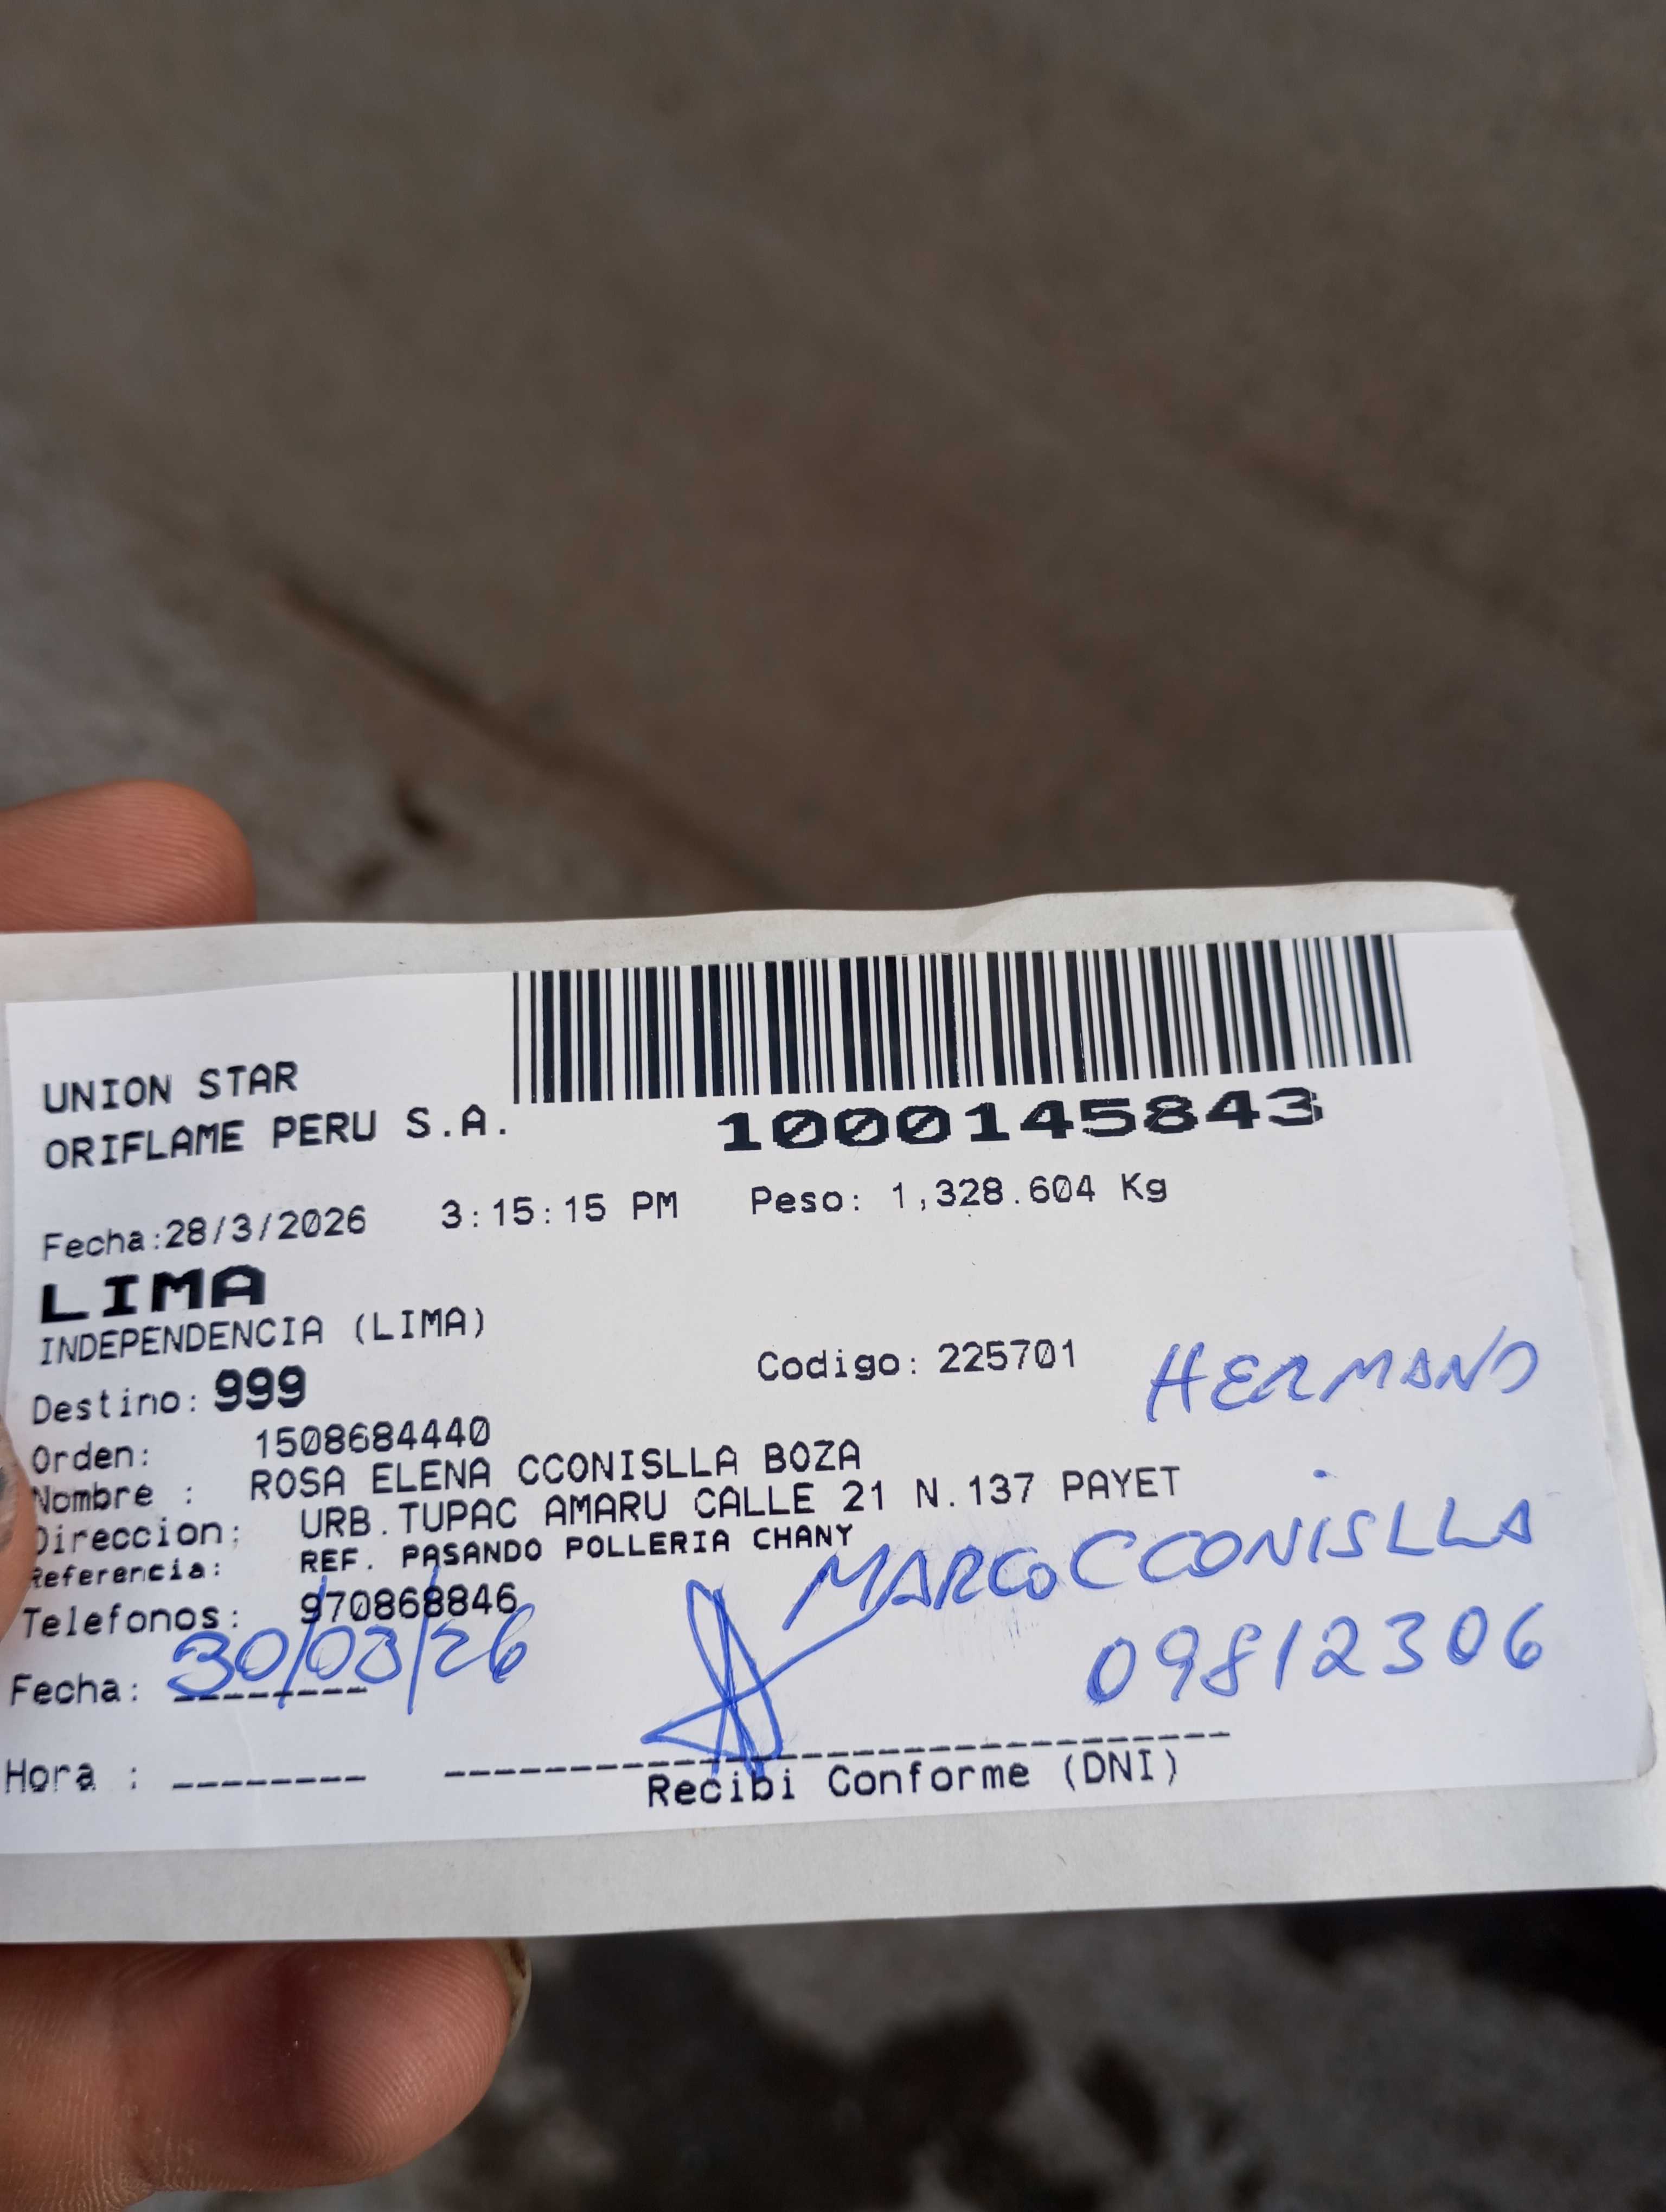 UNION STAR
ORIFLAME PERU S.A.
1000145843
Fecha:28/3/2026 3:15:15 PM Peso: 1,328.604 Kg
LIMA
INDEPENDENCIA (LIMA)
Destino: 999 Codigo: 225701 HERMANO
Orden: 1508684440
Nombre : ROSA ELENA CCONISLLA BOZA
Direccion: URB.TUPAC AMARU CALLE 21 N.137 PAYET
Referencia: REF. PASANDO POLLERIA CHANY
MARCO CCONISLLA
Telefonos: 970868846
09812306
Fecha: 30/03/26
Hora : --------
Recibi Conforme (DNI)